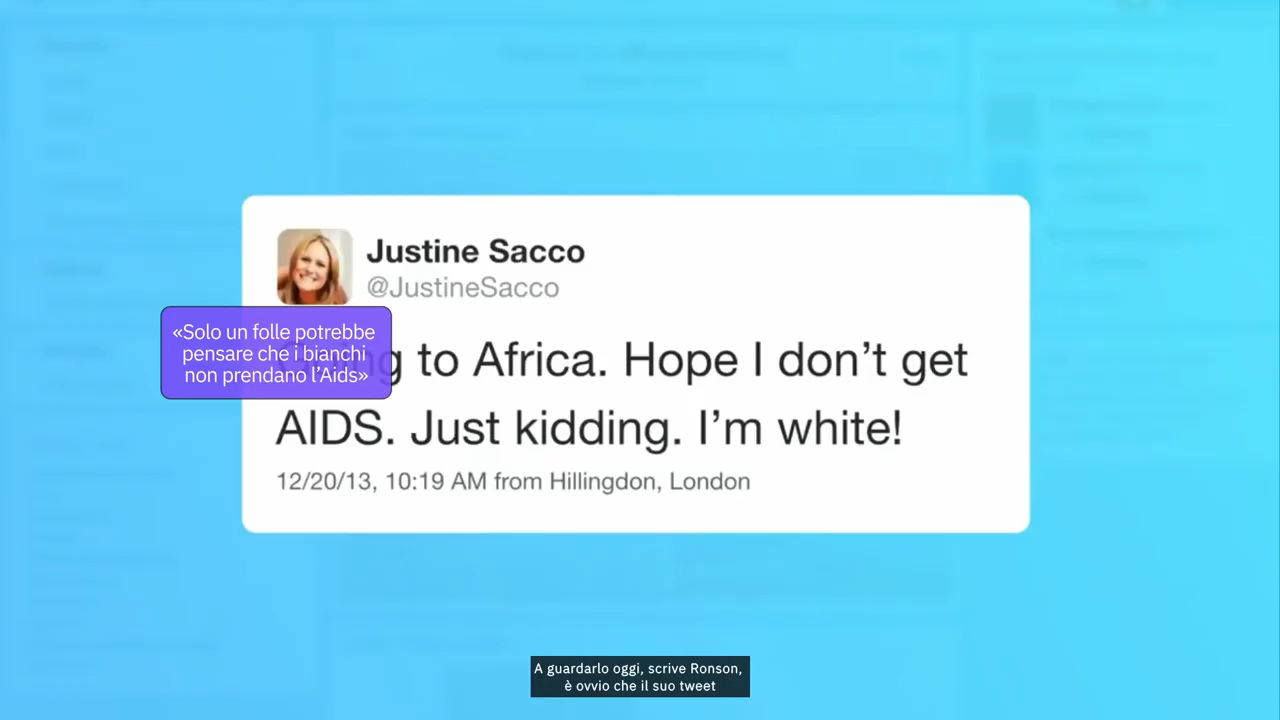 Justine Sacco
@JustineSacco
«Solo un folle potrebbe
pensare che i bianchi
non prendano l’Aids»
to Africa. Hope I don’t get
AIDS. Just kidding. I’m white!
12/20/13, 10:19 AM from Hillingdon, London
A guardarlo oggi, scrive Ronson,
è ovvio che il suo tweet